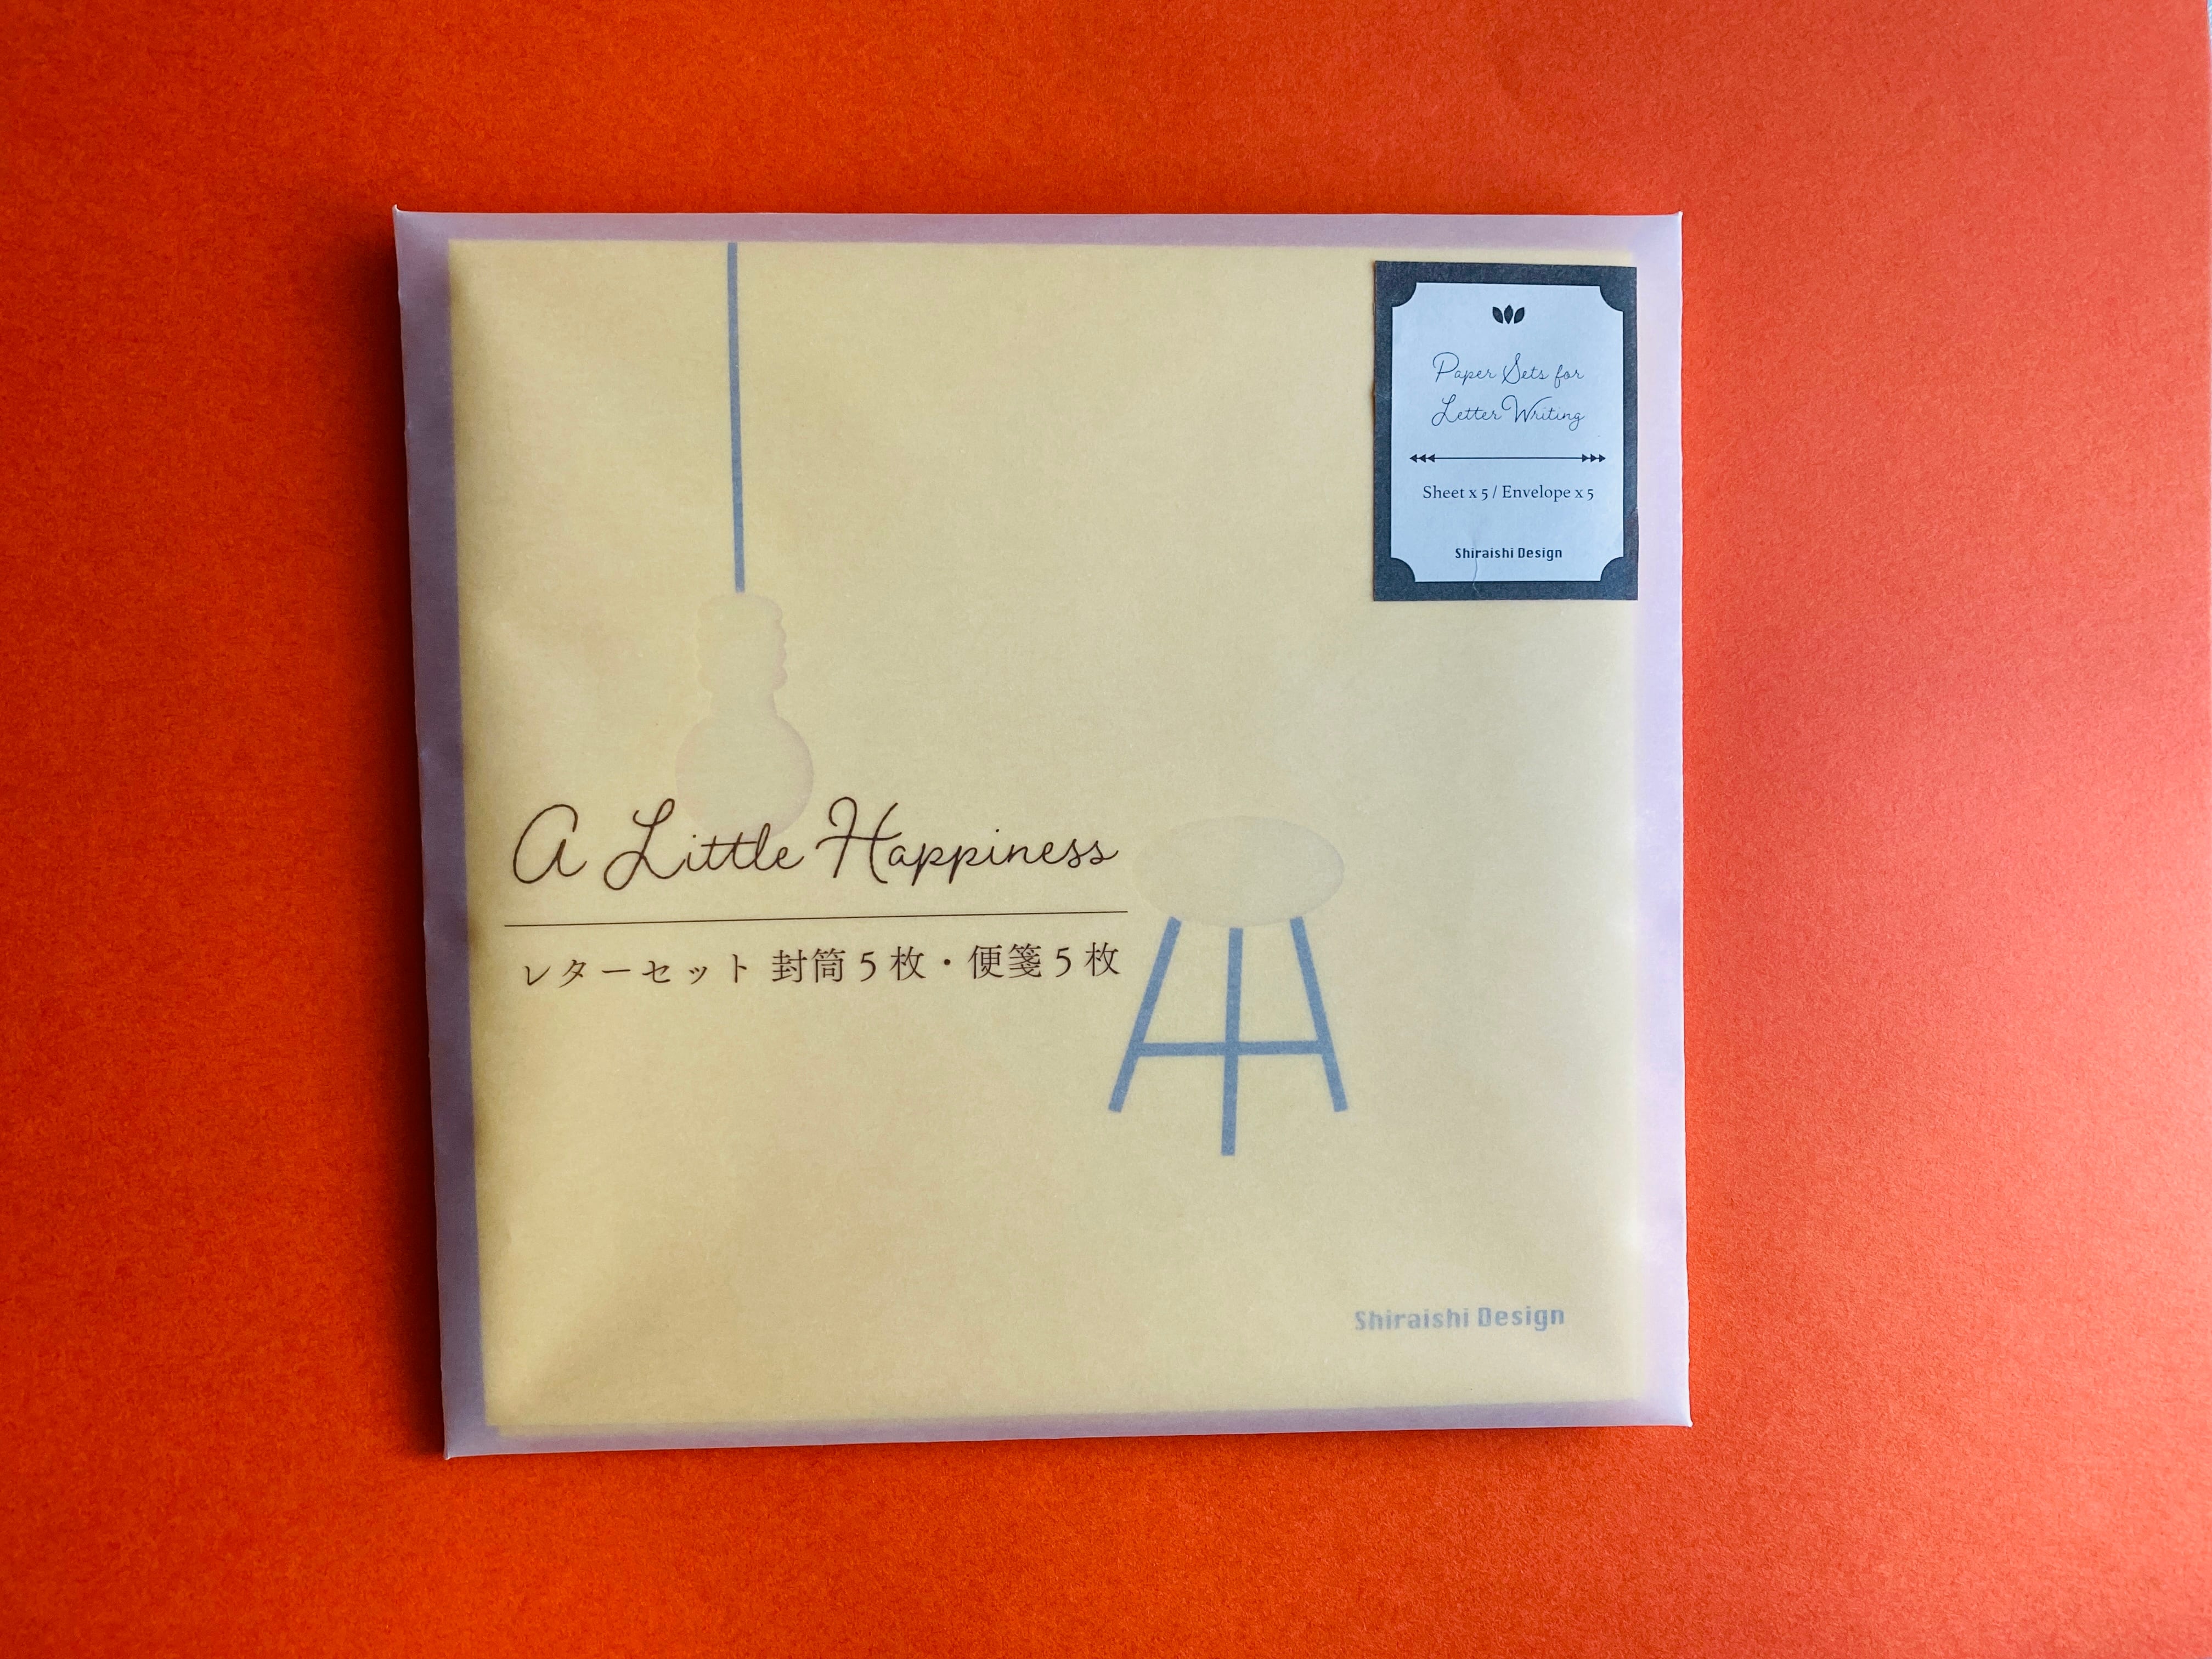 Paper Sets for
Letter Writing
Sheet x 5 / Envelope x 5
Shiraishi Design
A Little Happiness
レターセット 封筒5枚・便箋5枚
Shiraishi Design